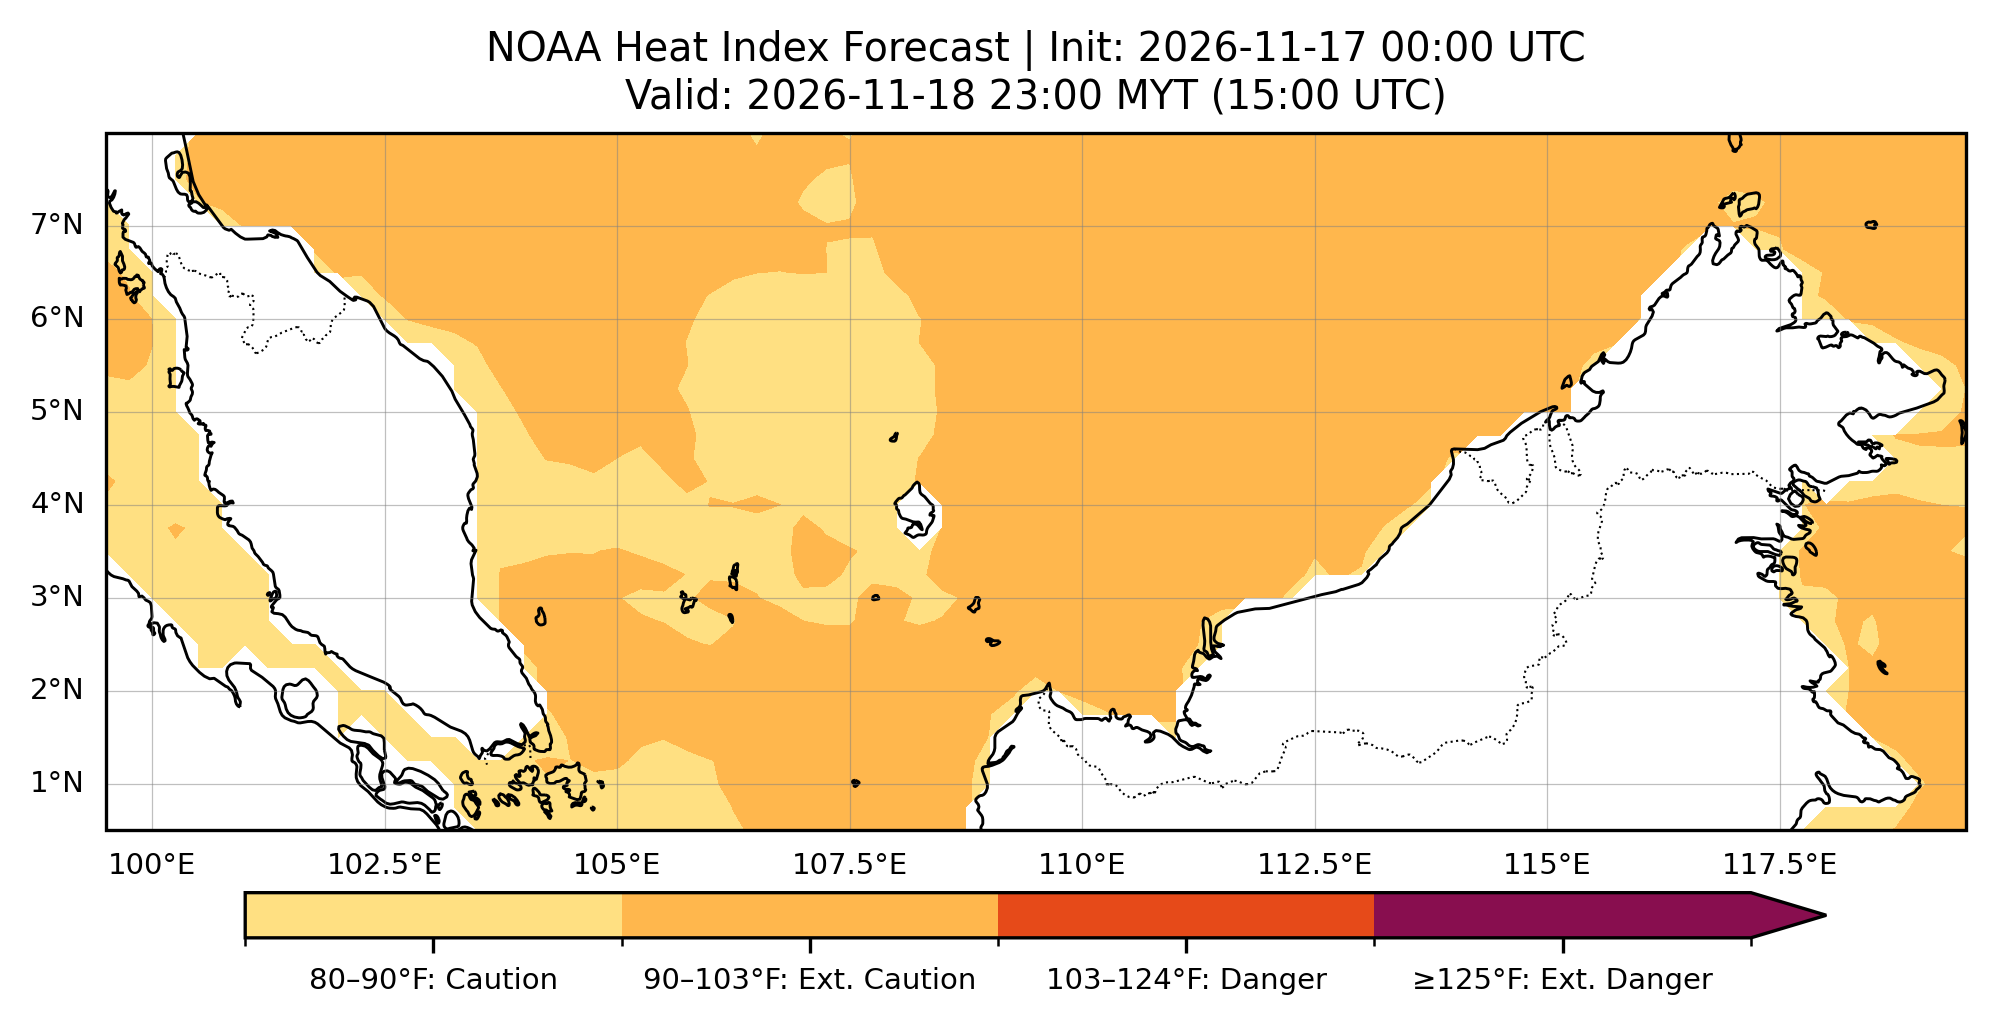 NOAA Heat Index Forecast | Init: 2026-11-17 00:00 UTC
Valid: 2026-11-18 23:00 MYT (15:00 UTC)
7°N
6°N
5°N
4°N
3°N
2°N
1°N
100°E 102.5°E 105°E 107.5°E 110°E 112.5°E 115°E 117.5°E
80–90°F: Caution 90–103°F: Ext. Caution 103–124°F: Danger ≥125°F: Ext. Danger